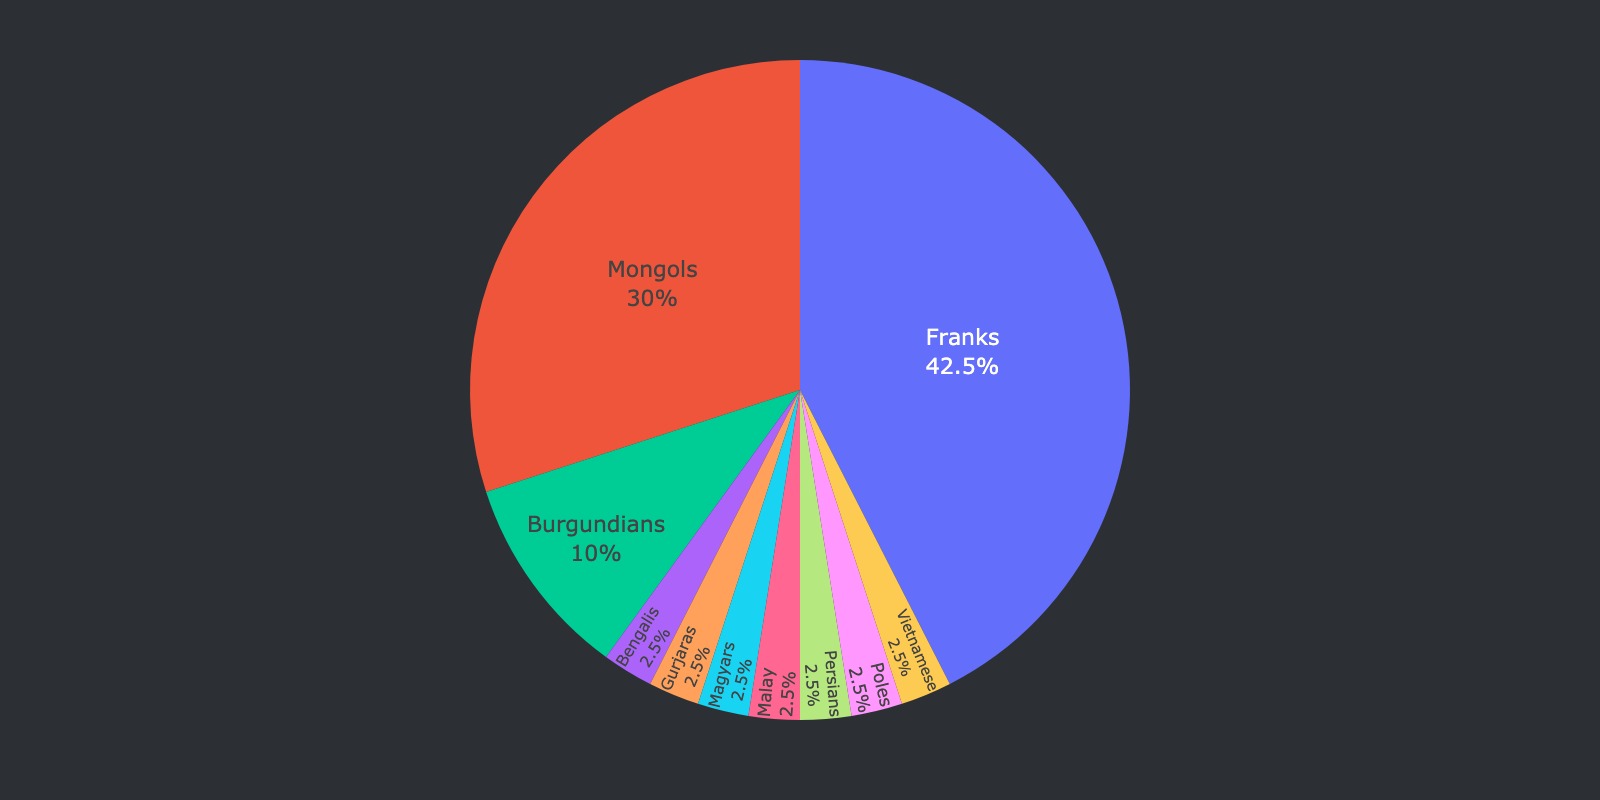 Mongols
30%
Franks
42.5%
Burgundians
10%
Bengalis
2.5%
Gurjaras
2.5%
Magyars
2.5%
Malay
2.5%
Persians
2.5%
Poles
2.5%
Vietnamese
2.5%